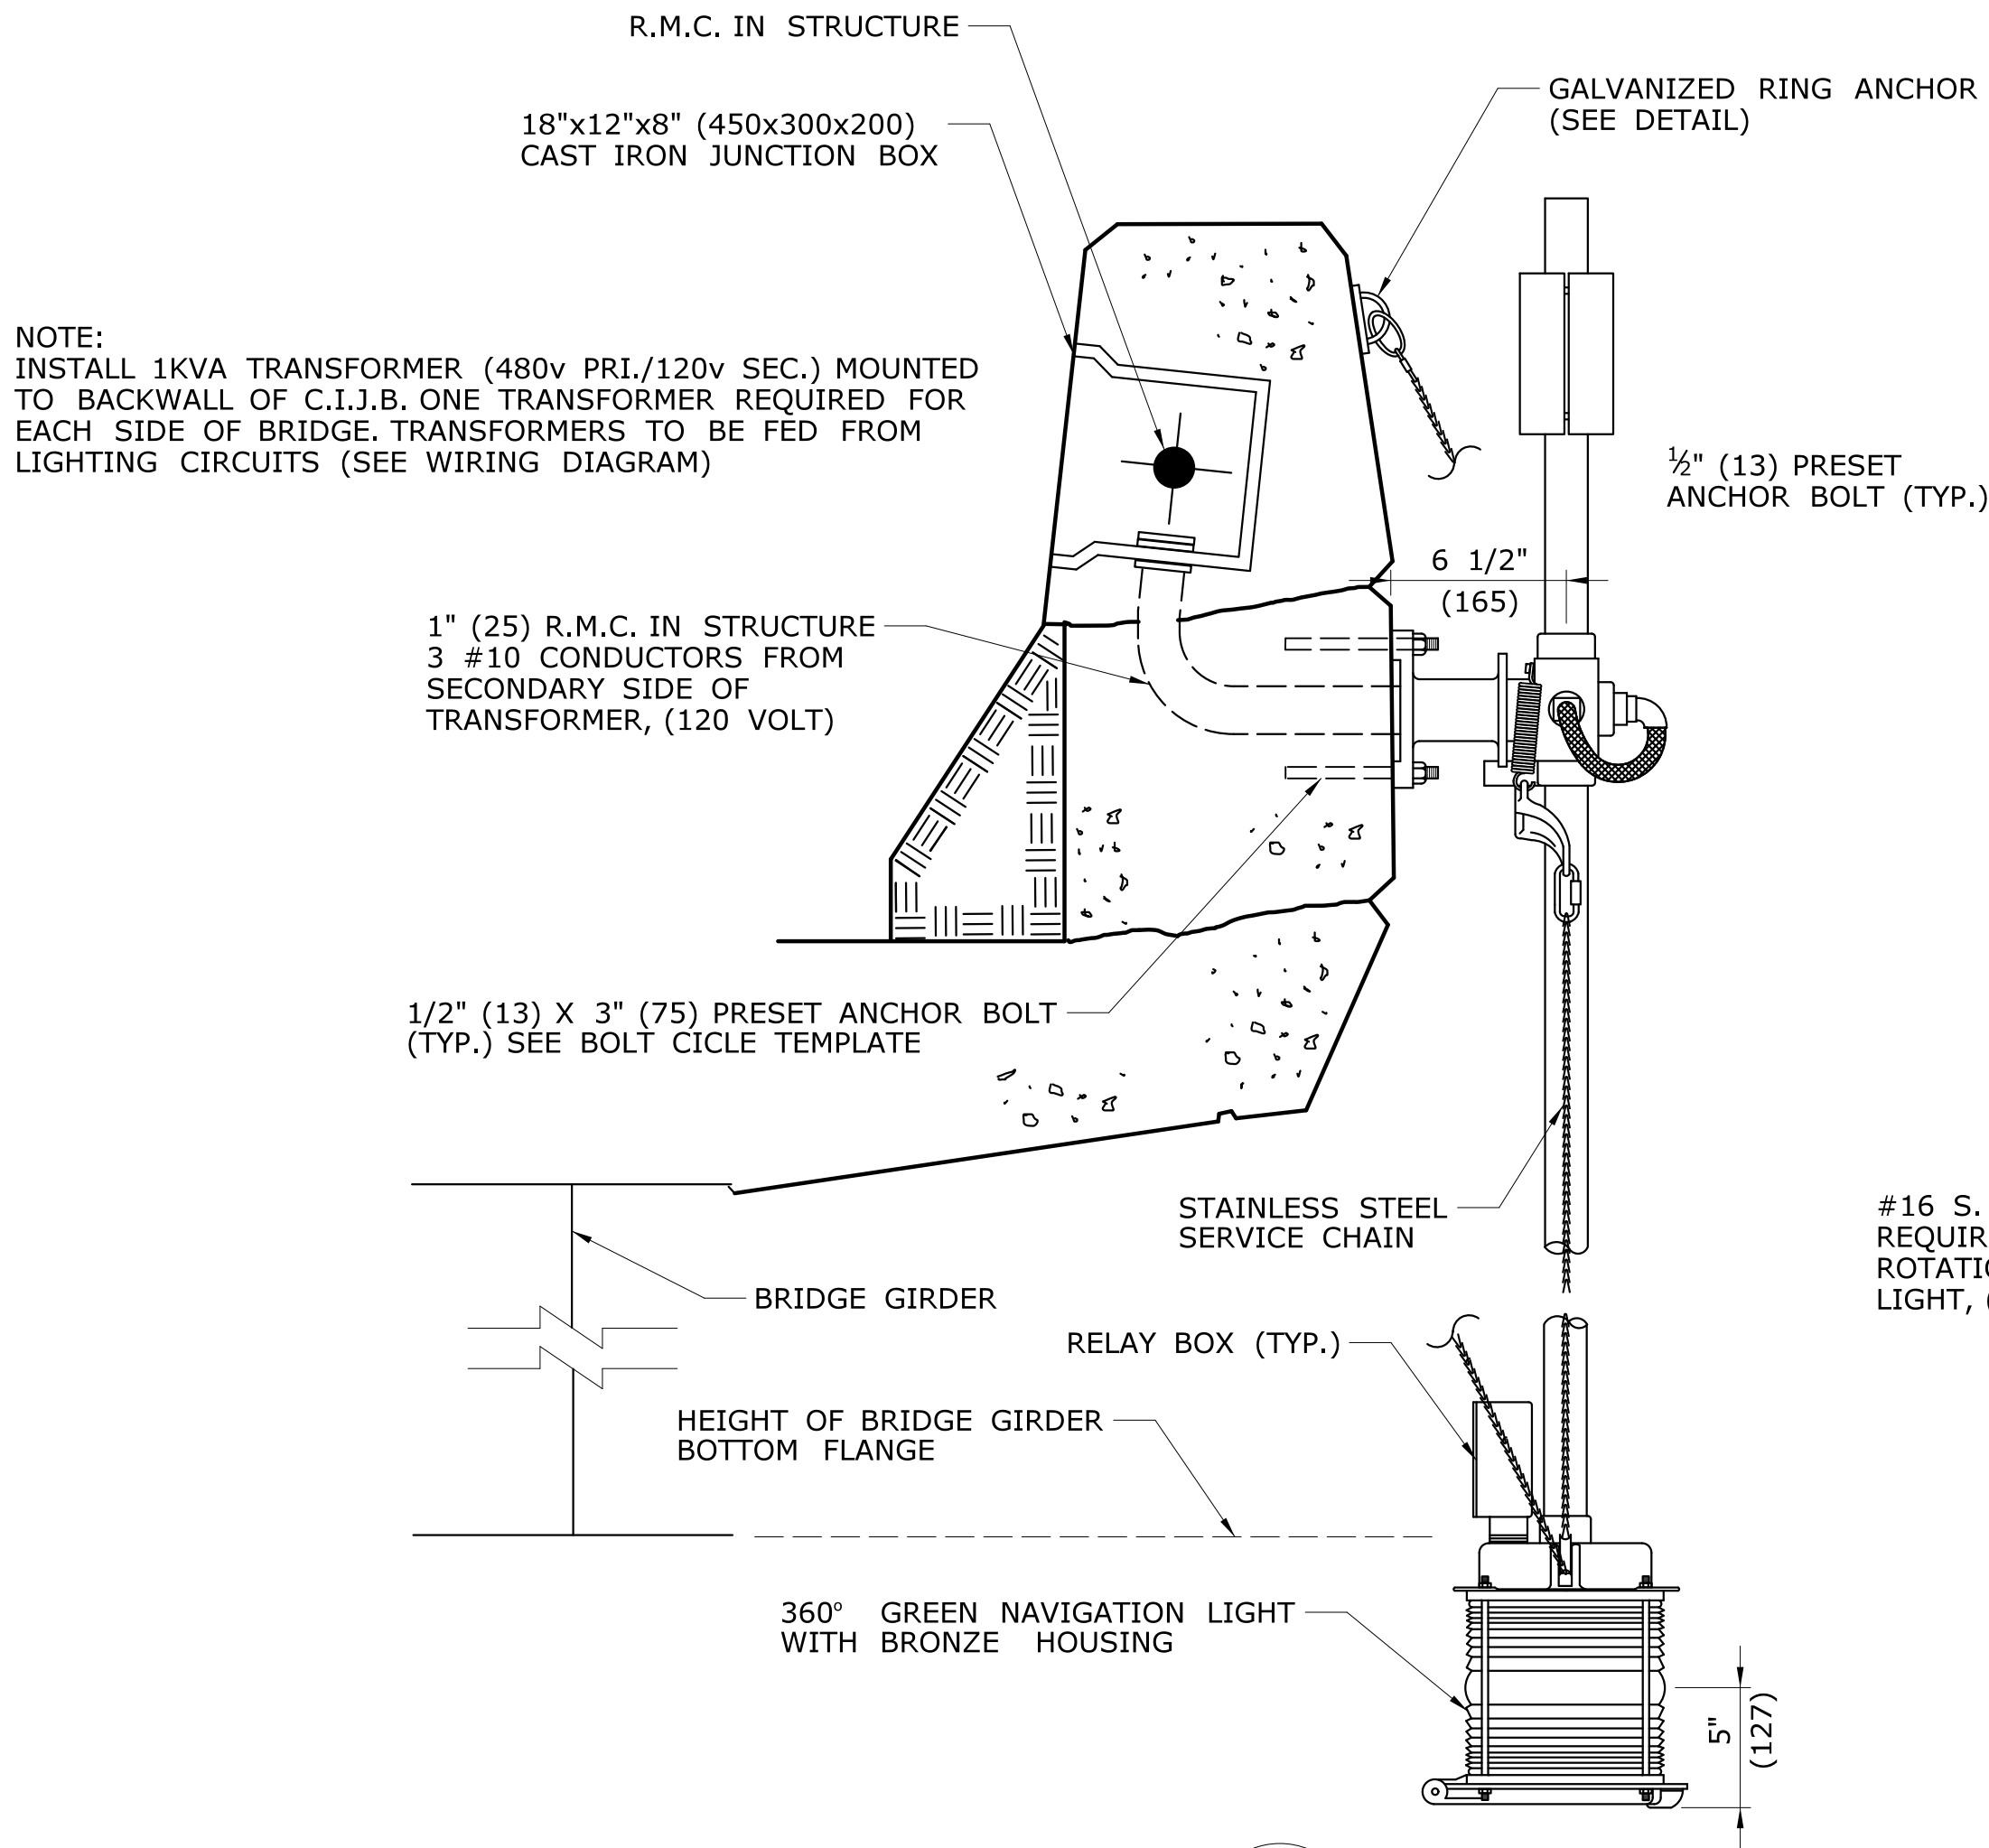 R.M.C. IN STRUCTURE
GALVANIZED RING ANCHOR
(SEE DETAIL)
18"x12"x8" (450x300x200)
CAST IRON JUNCTION BOX
NOTE:
INSTALL 1KVA TRANSFORMER (480v PRI./120v SEC.) MOUNTED
TO BACKWALL OF C.I.J.B. ONE TRANSFORMER REQUIRED FOR
EACH SIDE OF BRIDGE. TRANSFORMERS TO BE FED FROM
LIGHTING CIRCUITS (SEE WIRING DIAGRAM)
½" (13) PRESET
ANCHOR BOLT (TYP.)
6 1/2"
(165)
1" (25) R.M.C. IN STRUCTURE
3 #10 CONDUCTORS FROM
SECONDARY SIDE OF
TRANSFORMER, (120 VOLT)
1/2" (13) X 3" (75) PRESET ANCHOR BOLT
(TYP.) SEE BOLT CICLE TEMPLATE
STAINLESS STEEL
SERVICE CHAIN
#16 S.
REQUIR
ROTATIO
LIGHT, (
BRIDGE GIRDER
RELAY BOX (TYP.)
HEIGHT OF BRIDGE GIRDER
BOTTOM FLANGE
360° GREEN NAVIGATION LIGHT
WITH BRONZE HOUSING
5"
(127)